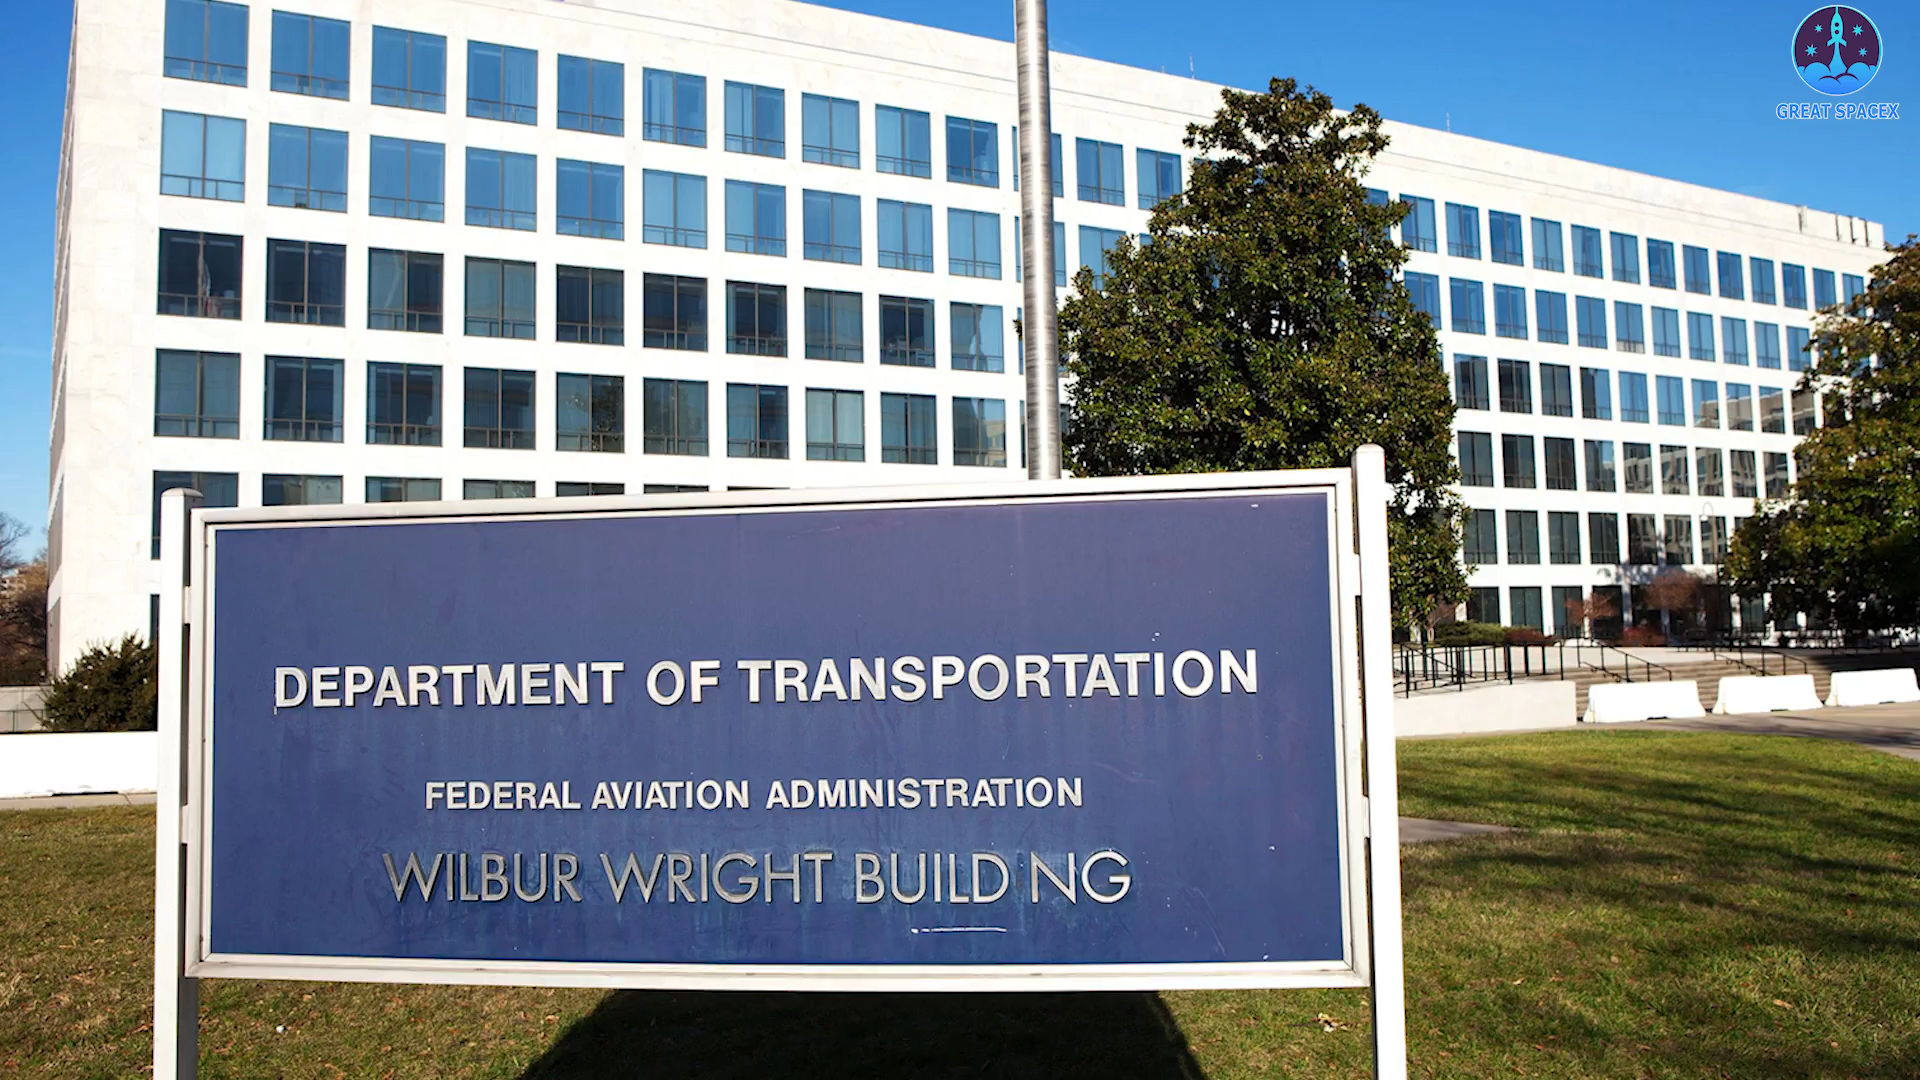 GREAT SPACEX
DEPARTMENT OF TRANSPORTATION
FEDERAL AVIATION ADMINISTRATION
WILBUR WRIGHT BUILD NG